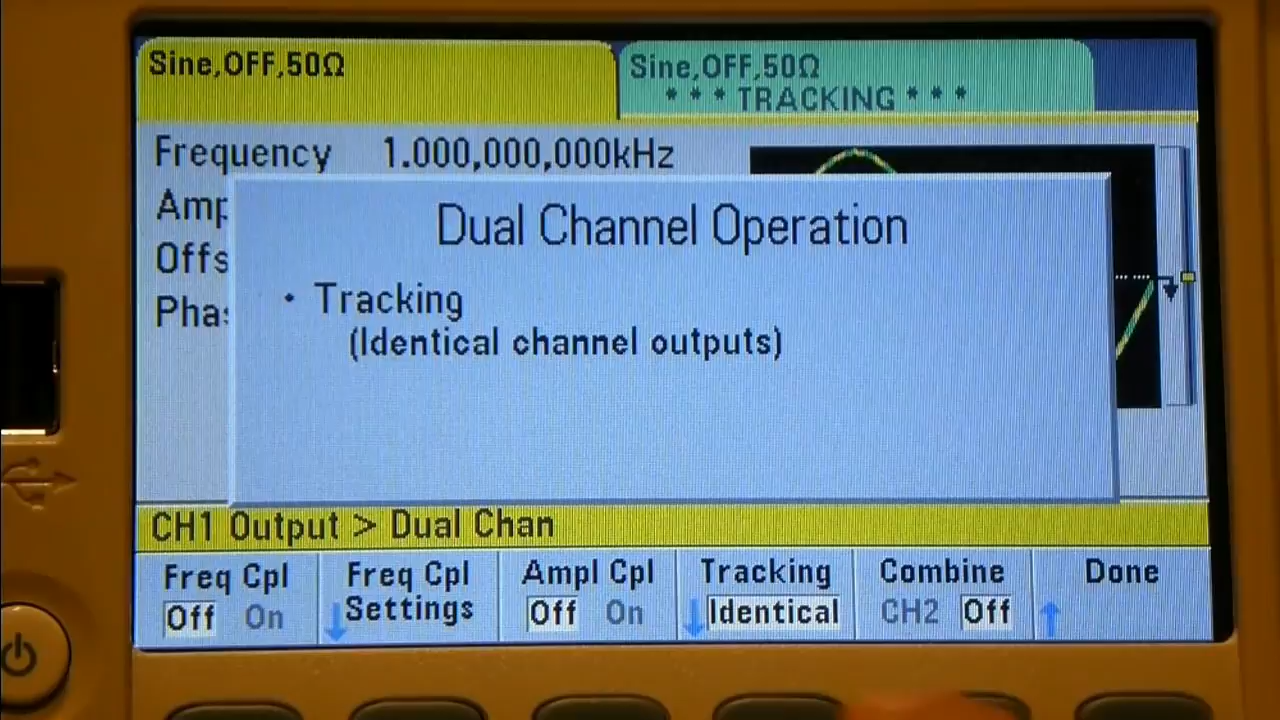 Sine,OFF,50Ω
Sine,OFF,50Ω
* * * TRACKING * * *
Frequency 1.000,000,000kHz
Amp
Offs
Phas
Dual Channel Operation
• Tracking
(Identical channel outputs)
CH1 Output > Dual Chan
Freq Cpl
Off On
Freq Cpl
Settings
Ampl Cpl
Off On
Tracking
Identical
Combine
CH2 Off
Done